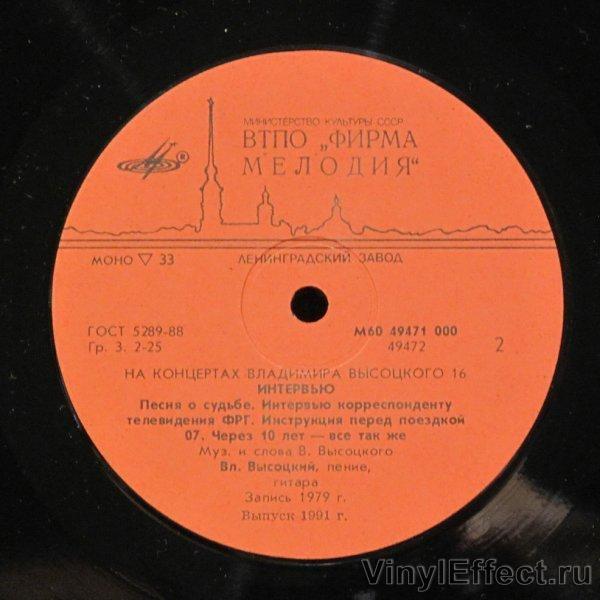 МИНИСТЕРСТВО КУЛЬТУРЫ СССР
ВТПО „ФИРМА
МЕЛОДИЯ“
®
МОНО ▽ 33 ЛЕНИНГРАДСКИЙ ЗАВОД
ГОСТ 5289-88 М60 49471 000
Гр. 3. 2-25 49472 2
НА КОНЦЕРТАХ ВЛАДИМИРА ВЫСОЦКОГО 16
ИНТЕРВЬЮ
Песня о судьбе. Интервью корреспонденту
телевидения ФРГ. Инструкция перед поездкой
07. Через 10 лет — все так же
Муз. и слова В. Высоцкого
Вл. Высоцкий, пение,
гитара
Запись 1979 г.
Выпуск 1991 г.
VinylEffect.ru